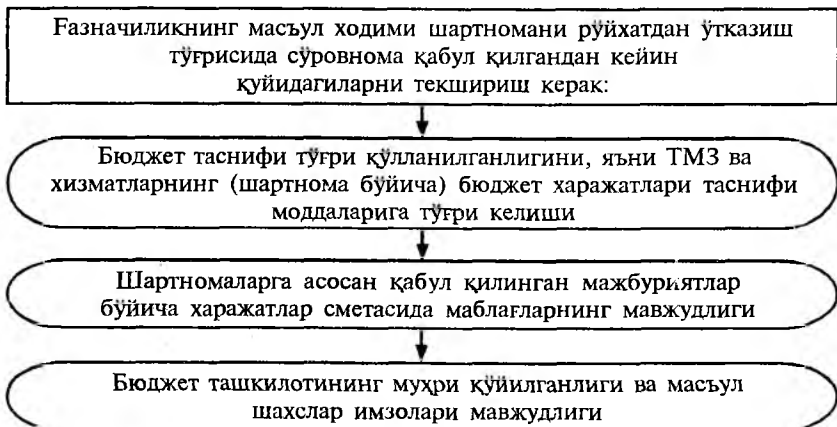 Ғазначиликнинг масъул ходими шартномани рўйхатдан ўтказиш
тўғрисида сўровнома қабул қилгандан кейин
қуйидагиларни текшириш керак:
Бюджет таснифи тўғри қўлланилганлигини, яъни ТМЗ ва
хизматларнинг (шартнома бўйича) бюджет харажатлари таснифи
моддаларига тўғри келиши
Шартномаларга асосан қабул қилинган мажбуриятлар
бўйича харажатлар сметасида маблағларнинг мавжудлиги
Бюджет ташкилотининг муҳри қўйилганлиги ва масъул
шахслар имзолари мавжудлиги